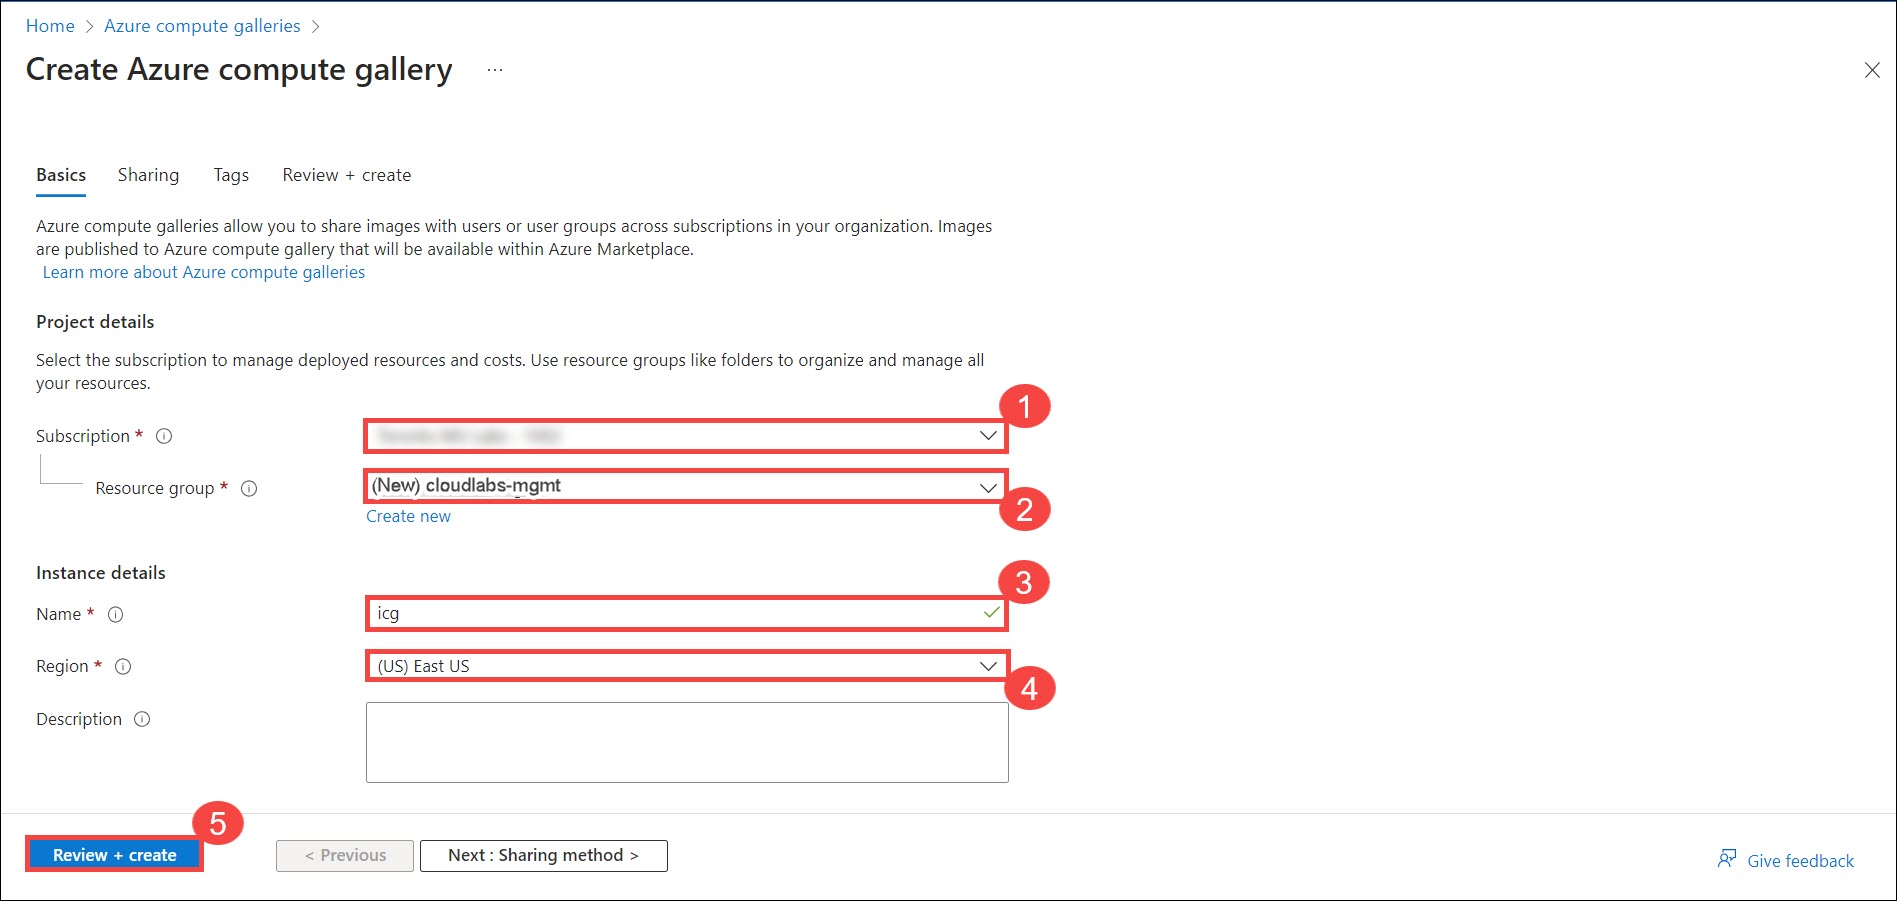 Home > Azure compute galleries >
Create Azure compute gallery ...
Basics Sharing Tags Review + create
Azure compute galleries allow you to share images with users or user groups across subscriptions in your organization. Images
are published to Azure compute gallery that will be available within Azure Marketplace.
Learn more about Azure compute galleries
Project details
Select the subscription to manage deployed resources and costs. Use resource groups like folders to organize and manage all
your resources.
1
Subscription *
Resource group * (New) cloudlabs-mgmt
2
Create new
Instance details
3
Name * icg
Region * (US) East US
4
Description
5
Review + create < Previous Next : Sharing method > Give feedback